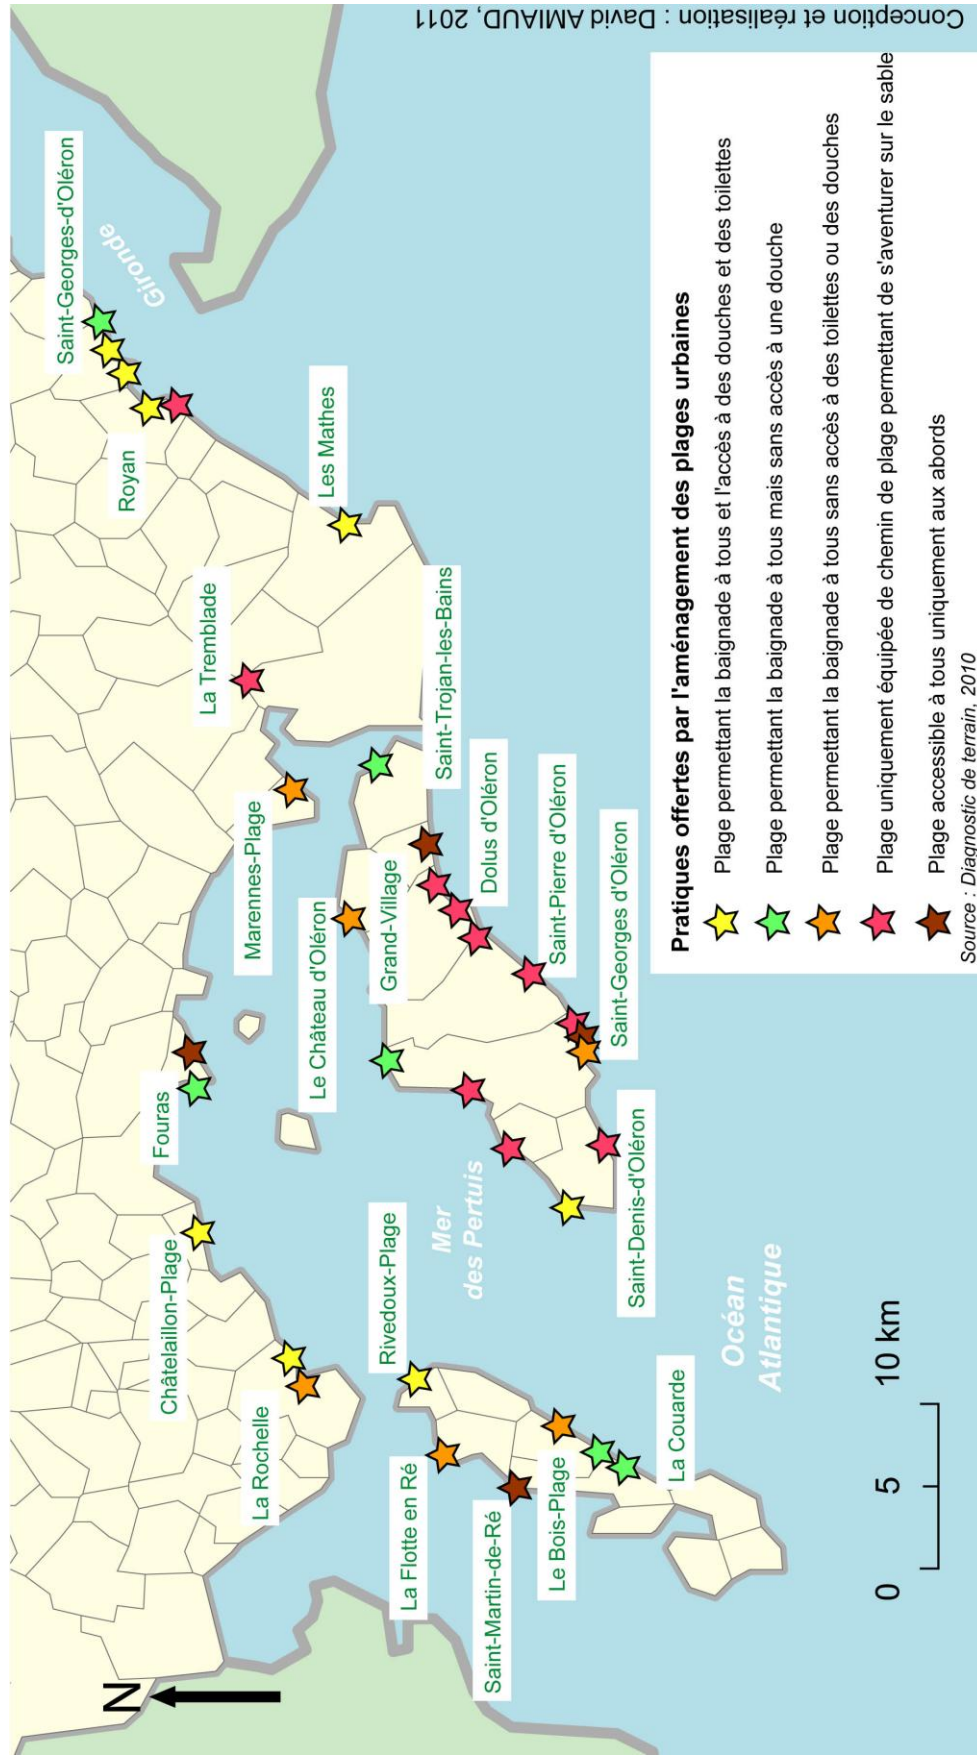 Conception et réalisation : David AMIAUD, 2011
N
Saint-Georges-d'Oléron
Gironde
Royan
Les Mathes
La Tremblade
Saint-Trojan-les-Bains
Marennes-Plage
Dolus d'Oléron
Grand-Village
Saint-Pierre d'Oléron
Le Château d'Oléron
Saint-Georges d'Oléron
Fouras
Saint-Denis-d'Oléron
Mer
des Pertuis
Châtelaillon-Plage
Rivedoux-Plage
Océan
Atlantique
La Rochelle
La Couarde
La Flotte en Ré
Le Bois-Plage
Saint-Martin-de-Ré
0 5 10 km
Pratiques offertes par l'aménagement des plages urbaines
Plage permettant la baignade à tous et l'accès à des douches et des toilettes
Plage permettant la baignade à tous mais sans accès à une douche
Plage permettant la baignade à tous sans accès à des toilettes ou des douches
Plage uniquement équipée de chemin de plage permettant de s'aventurer sur le sable
Plage accessible à tous uniquement aux abords
Source : Diagnostic de terrain, 2010